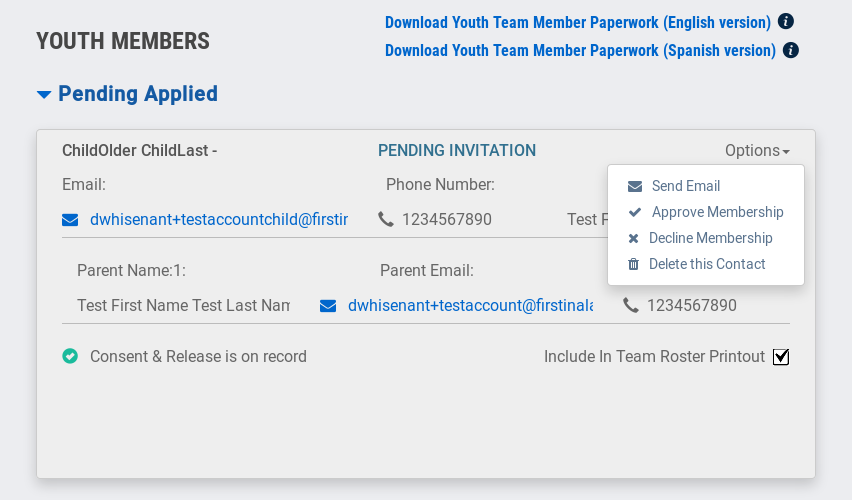 Download Youth Team Member Paperwork (English version)
YOUTH MEMBERS
Download Youth Team Member Paperwork (Spanish version)
Pending Applied
ChildOlder ChildLast - PENDING INVITATION Options
Email: Phone Number:
Send Email
dwhisenant+testaccountchild@firstir 1234567890 Test F
Approve Membership
Decline Membership
Delete this Contact
Parent Name:1: Parent Email:
Test First Name Test Last Nam dwhisenant+testaccount@firstinala 1234567890
Consent & Release is on record Include In Team Roster Printout